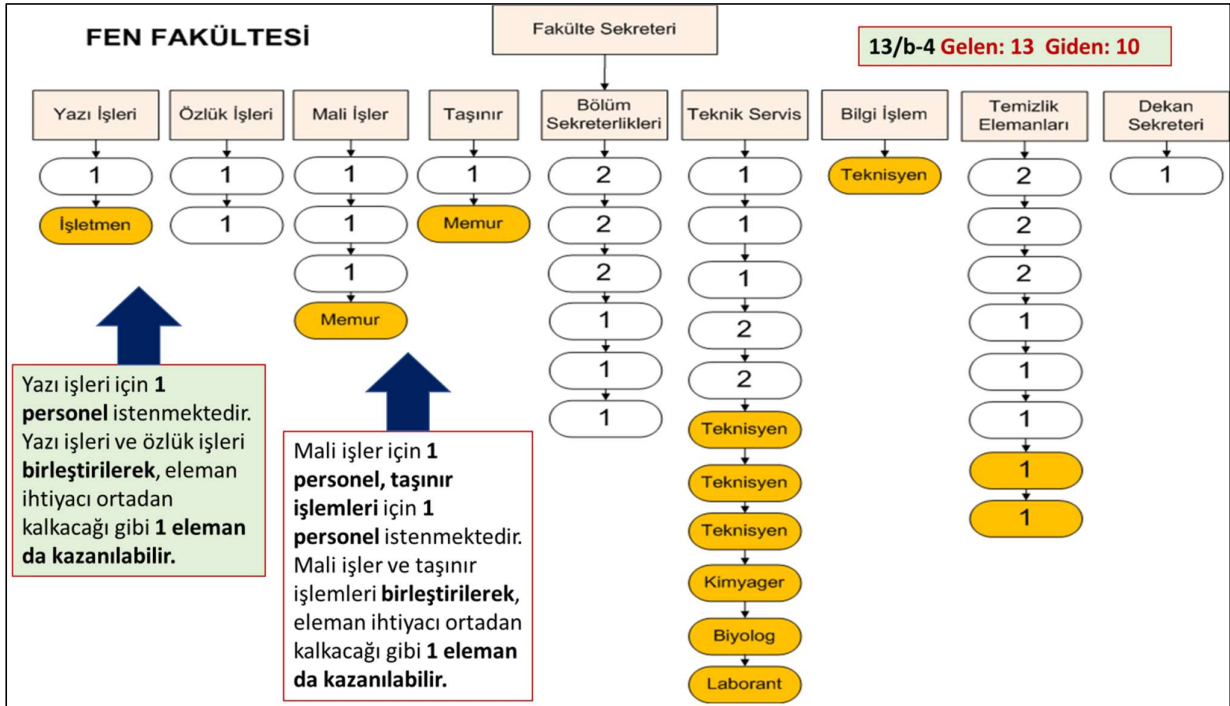 FEN FAKÜLTESİ
Fakülte Sekreteri
13/b-4 Gelen: 13 Giden: 10
Yazı İşleri
1
İşletmen
Özlük İşleri
1
1
Mali İşler
1
1
1
Memur
Taşınır
1
Memur
Bölüm
Sekreterlikleri
2
2
2
1
1
1
Teknik Servis
1
1
1
2
2
Teknisyen
Teknisyen
Teknisyen
Kimyager
Biyolog
Laborant
Bilgi İşlem
Teknisyen
Temizlik
Elemanları
2
2
2
1
1
1
1
1
Dekan
Sekreteri
1
Yazı işleri için 1
personel istenmektedir.
Yazı işleri ve özlük işleri
birleştirilerek, eleman
ihtiyacı ortadan
kalkacağı gibi 1 eleman
da kazanılabilir.
Mali işler için 1
personel, taşınır
işlemleri için 1
personel istenmektedir.
Mali işler ve taşınır
işlemleri birleştirilerek,
eleman ihtiyacı ortadan
kalkacağı gibi 1 eleman
da kazanılabilir.